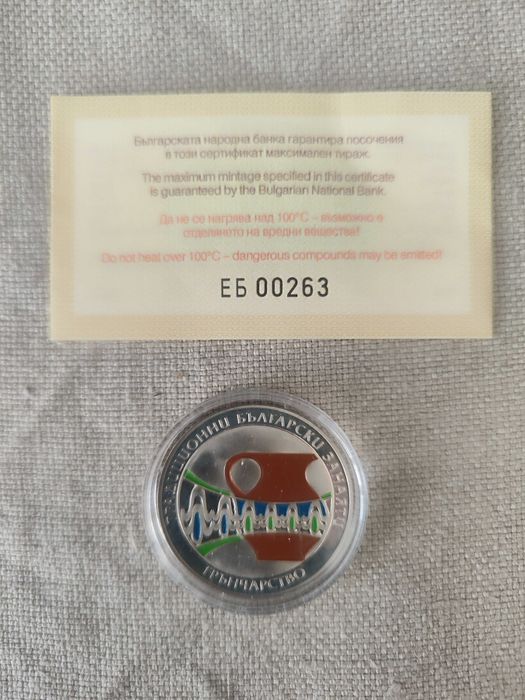 Българската народна банка гарантира посочения
в този сертификат максимален тираж.
The maximum mintage specified in this certificate
is guaranteed by the Bulgarian National Bank.
Да не се нагрява над 100°C – възможно е
отделянето на вредни вещества!
Do not heat over 100°C – dangerous compounds may be emitted!
ЕБ 00263
ТРАДИЦИОННИ БЪЛГАРСКИ ЗАНАЯТИ
ГРЪНЧАРСТВО